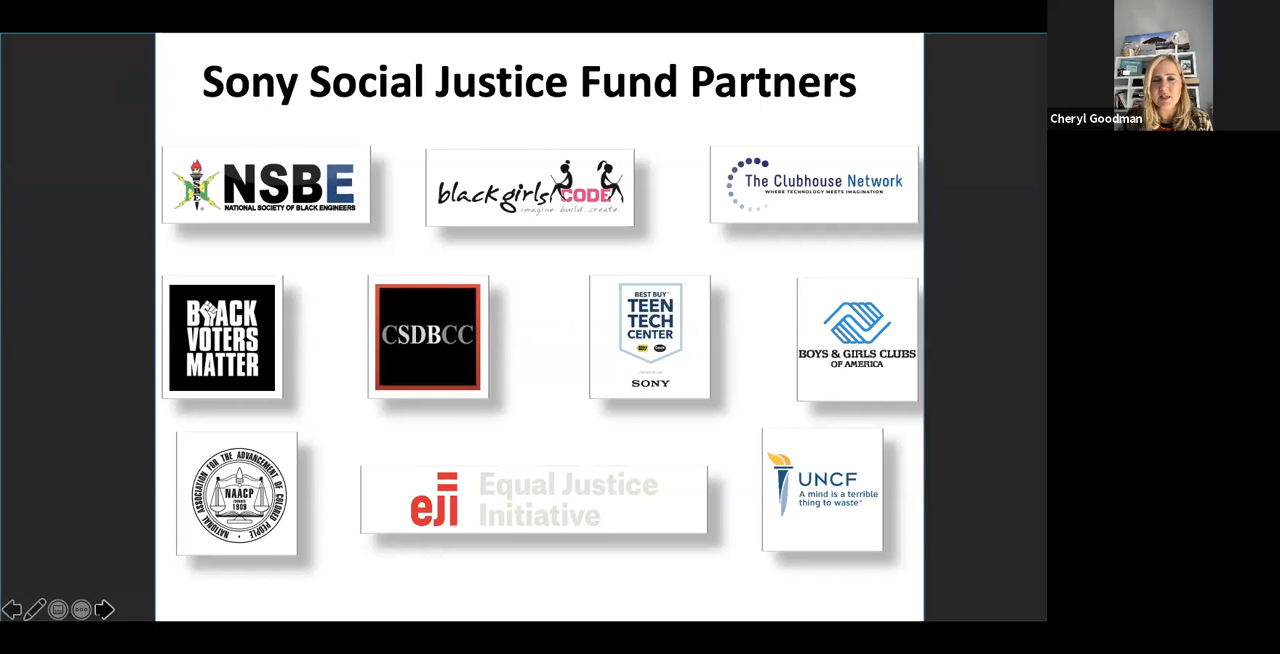 Sony Social Justice Fund Partners
Cheryl Goodman
NSBE
NATIONAL SOCIETY OF BLACK ENGINEERS
black girls CODE
imagine. build. create.
The Clubhouse Network
WHERE TECHNOLOGY MEETS IMAGINATION
BLACK
VOTERS
MATTER
CSDBCC
BEST BUY
TEEN
TECH
CENTER
SONY
BOYS & GIRLS CLUBS
OF AMERICA
NATIONAL ASSOCIATION FOR THE ADVANCEMENT OF COLORED PEOPLE
NAACP
FOUNDED
1909
eji
Equal Justice
Initiative
UNCF
A mind is a terrible
thing to waste